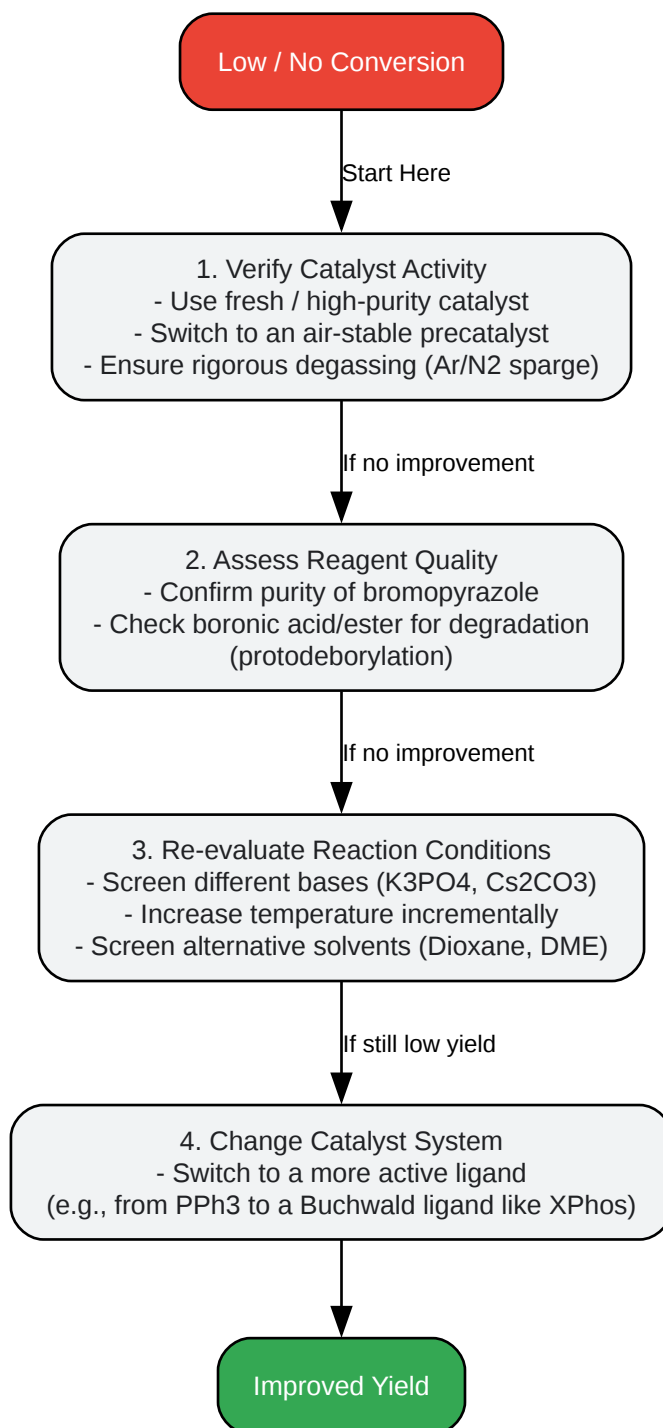 Low / No Conversion
Start Here
1. Verify Catalyst Activity
- Use fresh / high-purity catalyst
- Switch to an air-stable precatalyst
- Ensure rigorous degassing (Ar/N2 sparge)
If no improvement
2. Assess Reagent Quality
- Confirm purity of bromopyrazole
- Check boronic acid/ester for degradation
(protodeborylation)
If no improvement
3. Re-evaluate Reaction Conditions
- Screen different bases (K3PO4, Cs2CO3)
- Increase temperature incrementally
- Screen alternative solvents (Dioxane, DME)
If still low yield
4. Change Catalyst System
- Switch to a more active ligand
(e.g., from PPh3 to a Buchwald ligand like XPhos)
Improved Yield